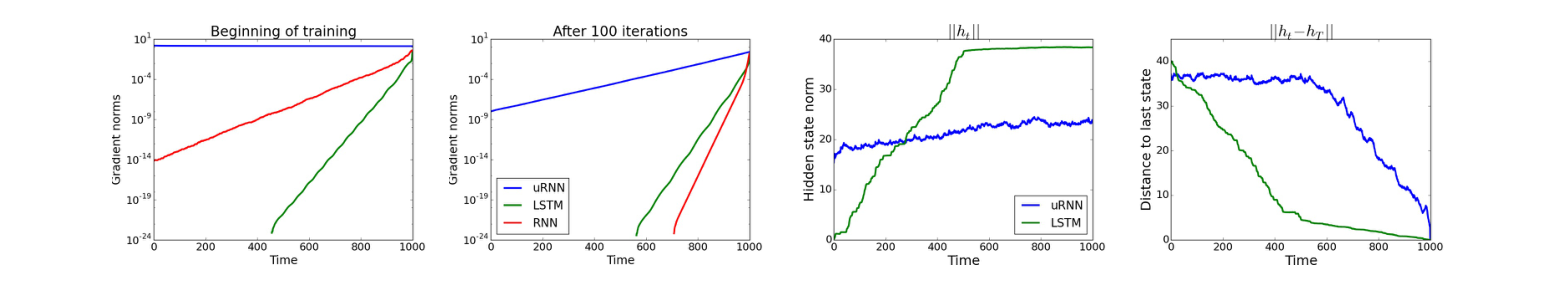 Beginning of training
10^1
10^-4
10^-9
10^-14
10^-19
10^-24
Gradient norms
0 200 400 600 800 1000
Time
After 100 iterations
10^1
10^-4
10^-9
10^-14
10^-19
10^-24
Gradient norms
uRNN
LSTM
RNN
0 200 400 600 800 1000
Time
||h_t||
40
30
20
10
0
Hidden state norm
uRNN
LSTM
0 200 400 600 800 1000
Time
||h_t − h_T||
40
30
20
10
0
Distance to last state
0 200 400 600 800 1000
Time